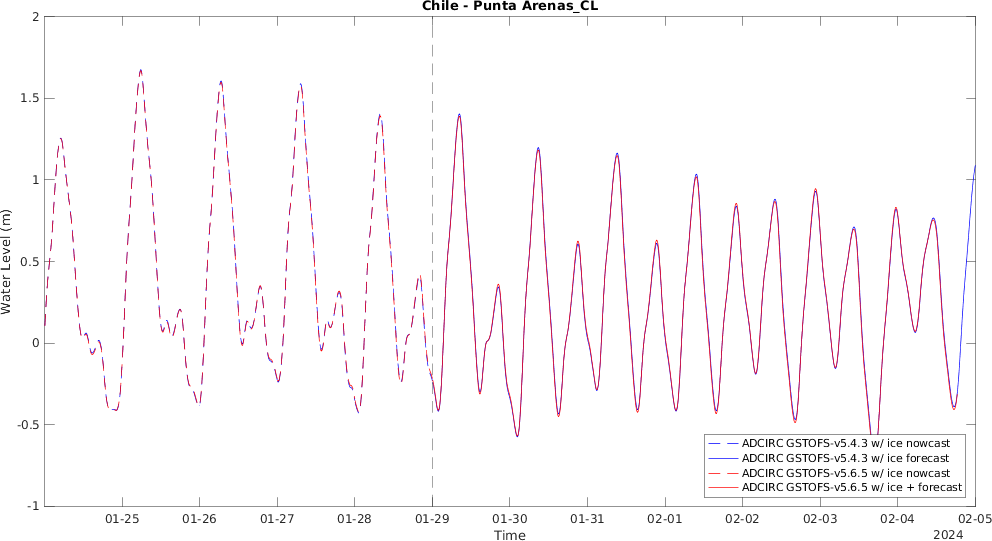 Chile - Punta Arenas_CL
2
1.5
1
0.5
0
-0.5
-1
Water Level (m)
ADCIRC GSTOFS-v5.4.3 w/ ice nowcast
ADCIRC GSTOFS-v5.4.3 w/ ice forecast
ADCIRC GSTOFS-v5.6.5 w/ ice nowcast
ADCIRC GSTOFS-v5.6.5 w/ ice + forecast
01-25 01-26 01-27 01-28 01-29 01-30 01-31 02-01 02-02 02-03 02-04 02-05
Time
2024